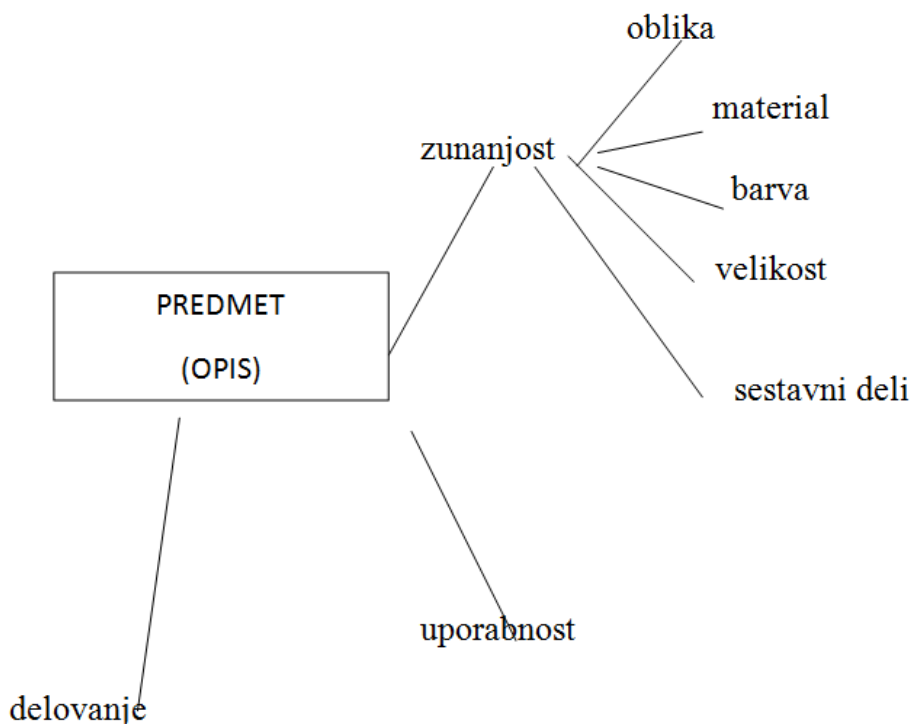 oblika
material
zunanjost
barva
velikost
PREDMET
(OPIS)
sestavni deli
uporabnost
delovanje